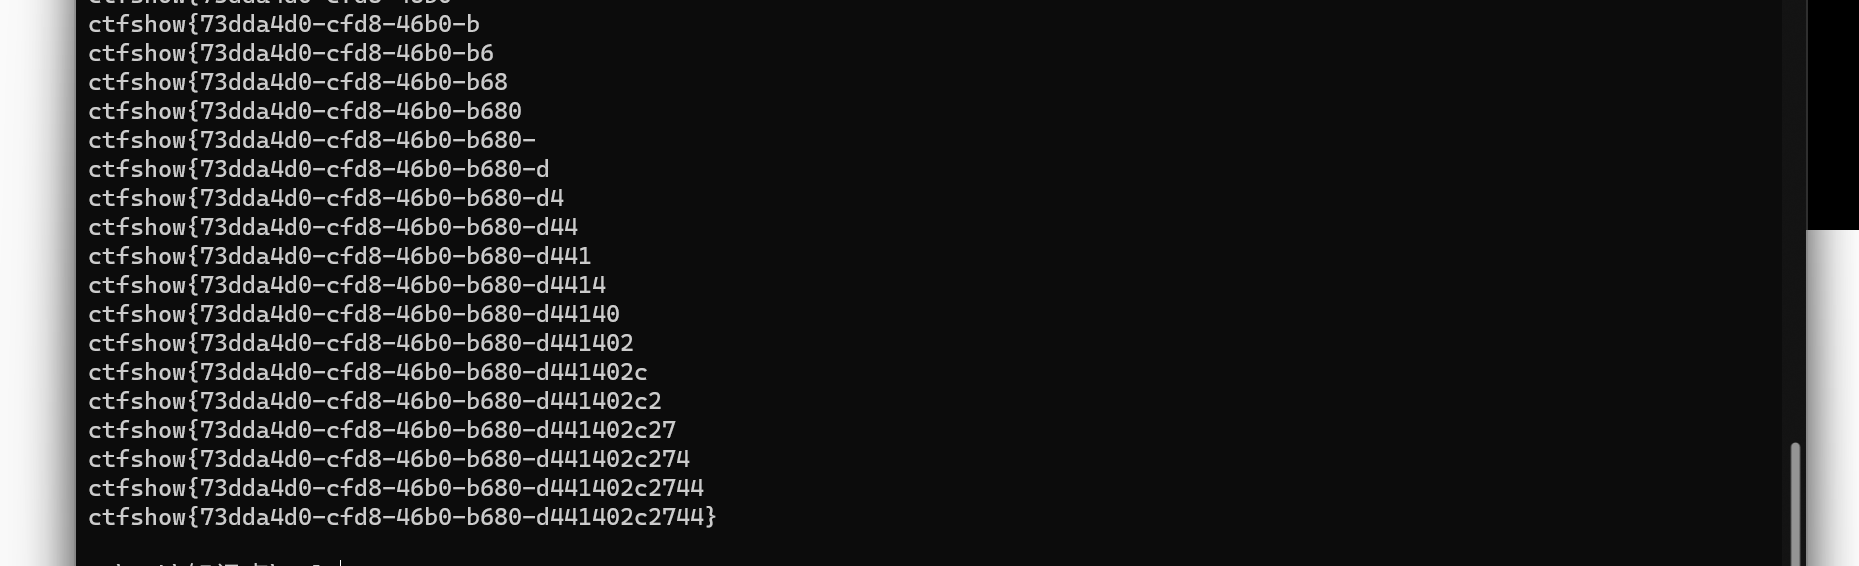 ctfshow{73dda4d0-cfd8-46b0-b
ctfshow{73dda4d0-cfd8-46b0-b6
ctfshow{73dda4d0-cfd8-46b0-b68
ctfshow{73dda4d0-cfd8-46b0-b680
ctfshow{73dda4d0-cfd8-46b0-b680-
ctfshow{73dda4d0-cfd8-46b0-b680-d
ctfshow{73dda4d0-cfd8-46b0-b680-d4
ctfshow{73dda4d0-cfd8-46b0-b680-d44
ctfshow{73dda4d0-cfd8-46b0-b680-d441
ctfshow{73dda4d0-cfd8-46b0-b680-d4414
ctfshow{73dda4d0-cfd8-46b0-b680-d44140
ctfshow{73dda4d0-cfd8-46b0-b680-d441402
ctfshow{73dda4d0-cfd8-46b0-b680-d441402c
ctfshow{73dda4d0-cfd8-46b0-b680-d441402c2
ctfshow{73dda4d0-cfd8-46b0-b680-d441402c27
ctfshow{73dda4d0-cfd8-46b0-b680-d441402c274
ctfshow{73dda4d0-cfd8-46b0-b680-d441402c2744
ctfshow{73dda4d0-cfd8-46b0-b680-d441402c2744}